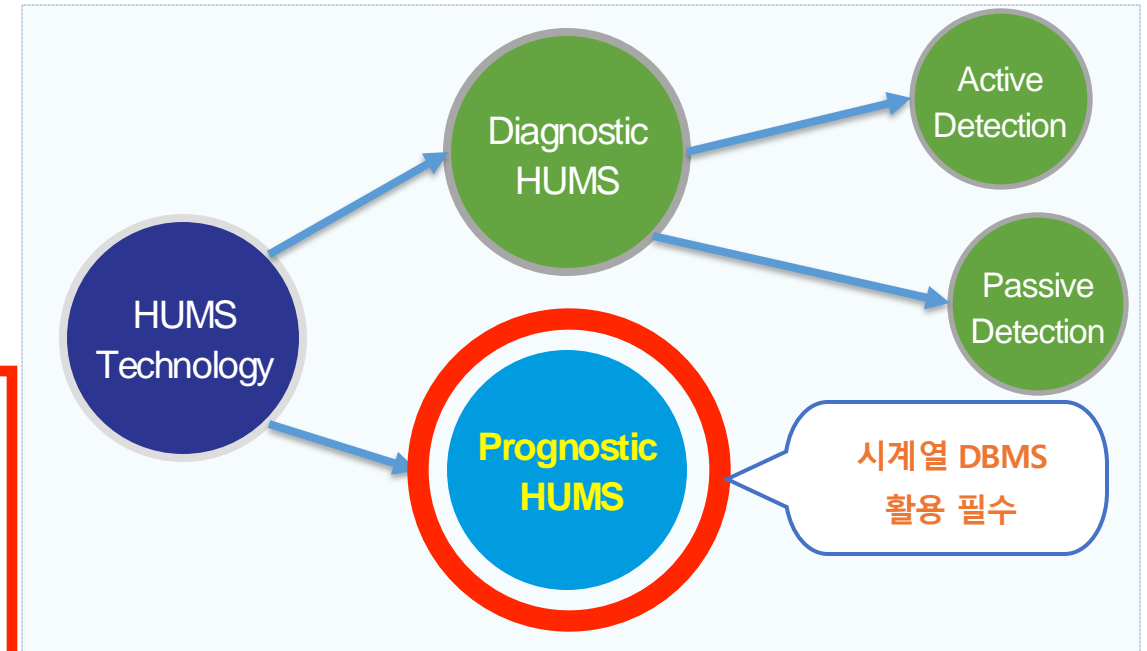 Active
Detection
Diagnostic
HUMS
Passive
Detection
HUMS
Technology
Prognostic
HUMS
시계열 DBMS
활용 필수